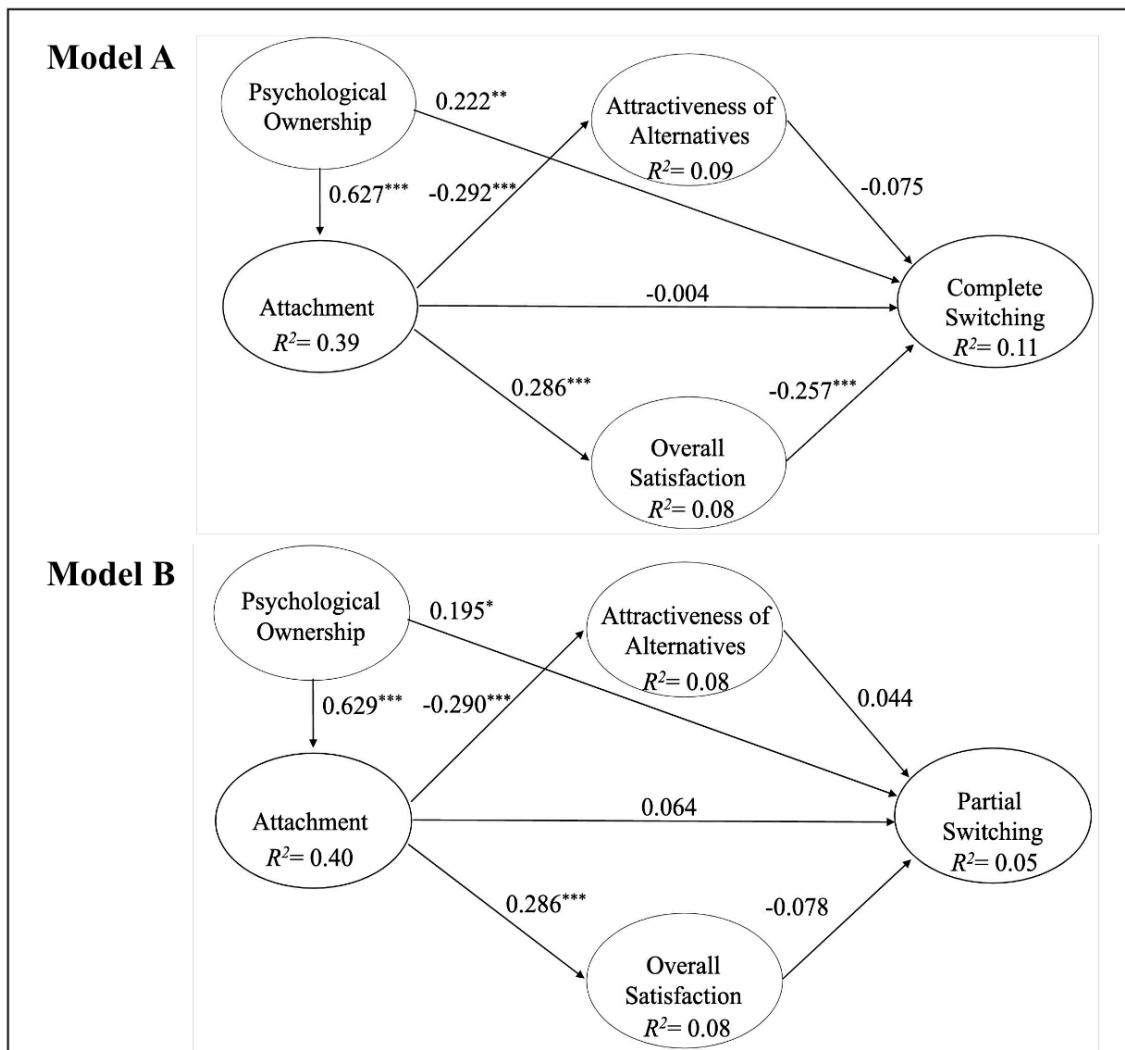 Model A
Psychological
Ownership
0.222**
Attractiveness of
Alternatives
R²= 0.09
0.627***
-0.292***
-0.075
Attachment
R²= 0.39
-0.004
Complete
Switching
R²= 0.11
0.286***
-0.257***
Overall
Satisfaction
R²= 0.08
Model B
Psychological
Ownership
0.195*
Attractiveness of
Alternatives
R²= 0.08
0.629***
-0.290***
0.044
Attachment
R²= 0.40
0.064
Partial
Switching
R²= 0.05
0.286***
-0.078
Overall
Satisfaction
R²= 0.08